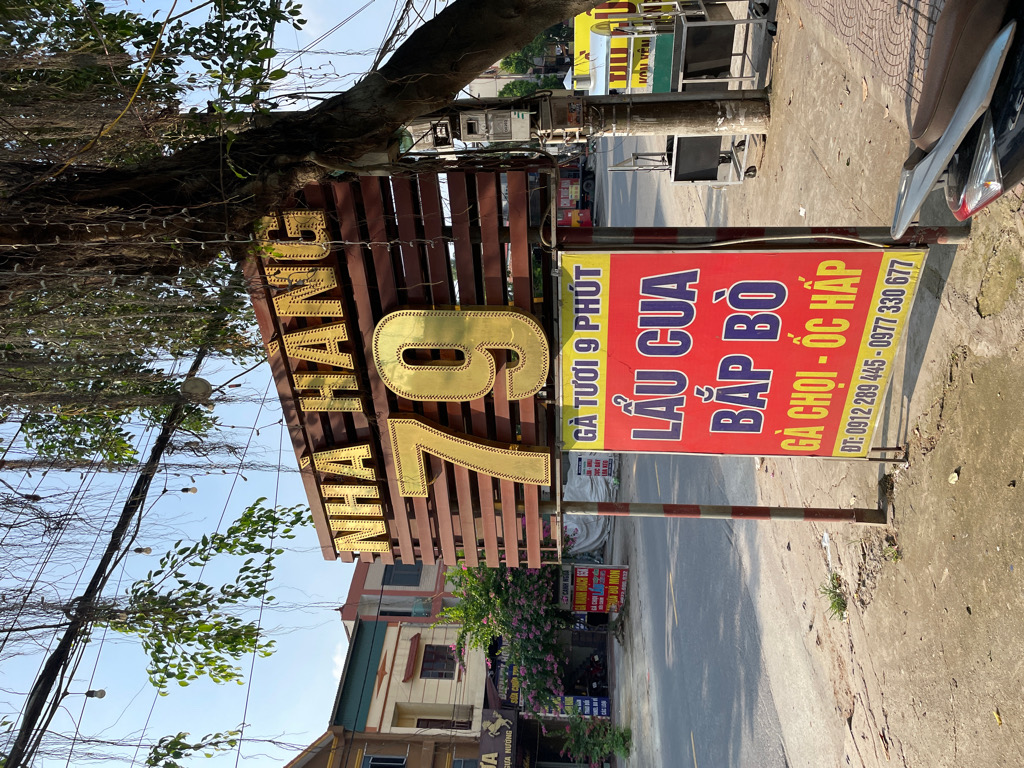 NHÀ HÀNG
79
GÀ TƯƠI 9 PHÚT
LẨU CUA
BẮP BÒ
GÀ CHỌI - ỐC HẤP
Đt: 0912 289 445 - 0977 330 677